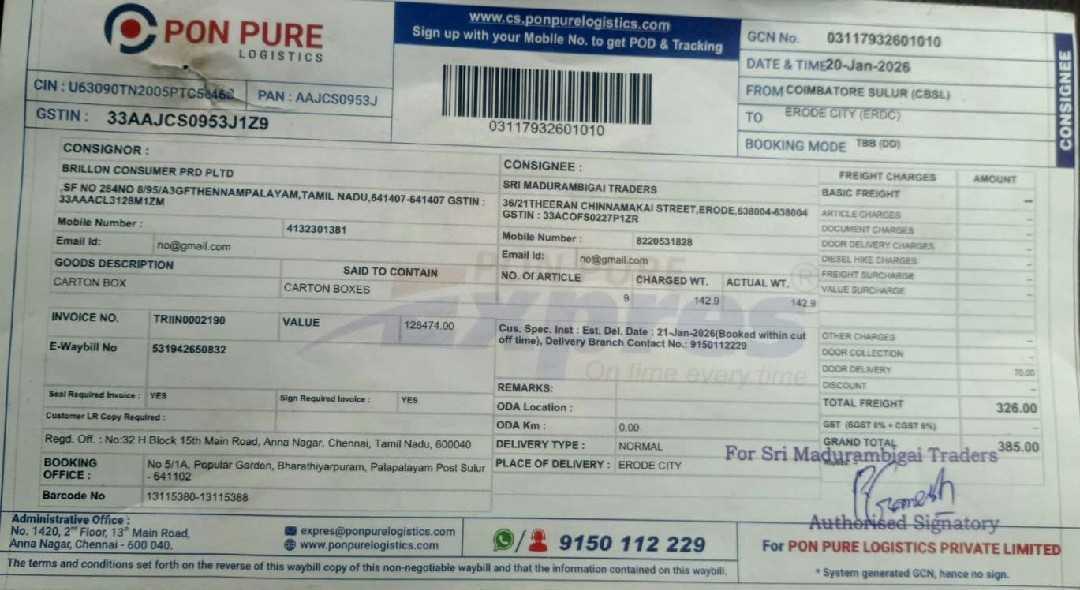 PON PURE
LOGISTICS
www.cs.ponpurelogistics.com
Sign up with your Mobile No. to get POD & Tracking
03117932601010
GCN No. 03117932601010
DATE & TIME 20-Jan-2026
FROM COIMBATORE SULUR (CBSL)
TO ERODE CITY (ERDC)
BOOKING MODE TBB (DD)
CONSIGNEE
CIN : PAN : AAJCS0953J
GSTIN : 33AAJCS0953J1Z9
CONSIGNOR :
BRILLON CONSUMER PRD PLTD
,SF NO 284NO 8/95/A3GFTHENNAMPALAYAM,TAMIL NADU,641407-641407 GSTIN :
33AAACL3128M1ZM
Mobile Number : 4132301381
Email Id: no@gmail.com
GOODS DESCRIPTION SAID TO CONTAIN
CARTON BOX CARTON BOXES
CONSIGNEE :
SRI MADURAMBIGAI TRADERS
36/21THEERAN CHINNAMAKAI STREET,ERODE,638004-638004
GSTIN : 33ACOFS0227P1ZR
Mobile Number : 8220531828
Email Id: no@gmail.com
NO. OF ARTICLE CHARGED WT. ACTUAL WT.
9 142.9 142.9
FREIGHT CHARGES AMOUNT
BASIC FREIGHT --
ARTICLE CHARGES --
DOCUMENT CHARGES --
DOOR DELIVERY CHARGES --
DIESEL HIKE CHARGES --
FREIGHT SURCHARGE --
VALUE SURCHARGE --
OTHER CHARGES --
DOOR COLLECTION --
DOOR DELIVERY 70.00
DISCOUNT --
TOTAL FREIGHT 326.00
GST (SGST 9% + CGST 9%)
GRAND TOTAL 385.00
INVOICE NO. TRIIN0002190 VALUE 128474.00
E-Waybill No 531942650832
Seal Required Invoice : YES Sign Required Invoice : YES
Customer LR Copy Required :
Cus. Spec. Inst : Est. Del. Date : 21-Jan-2026(Booked within cut
off time), Delivery Branch Contact No.: 9150112229
PON PURE
Expres ®
On time every time
REMARKS:
ODA Location :
ODA Km : 0.00
DELIVERY TYPE : NORMAL
PLACE OF DELIVERY : ERODE CITY
Regd. Off. : No:32 H Block 15th Main Road, Anna Nagar, Chennai, Tamil Nadu, 600040
BOOKING OFFICE : No 5/1A, Popular Garden, Bharathiyarpuram, Palapalayam Post Sulur
- 641102
Barcode No 13115380-13115388
For Sri Madurambigai Traders
Authorised Signatory
Administrative Office :
No. 1420, 2nd Floor, 13th Main Road,
Anna Nagar, Chennai - 600 040.
expres@ponpurelogistics.com
www.ponpurelogistics.com
9150 112 229
For PON PURE LOGISTICS PRIVATE LIMITED
* System generated GCN, hence no sign.
The terms and conditions set forth on the reverse of this waybill copy of this non-negotiable waybill and that the information contained on this waybill.